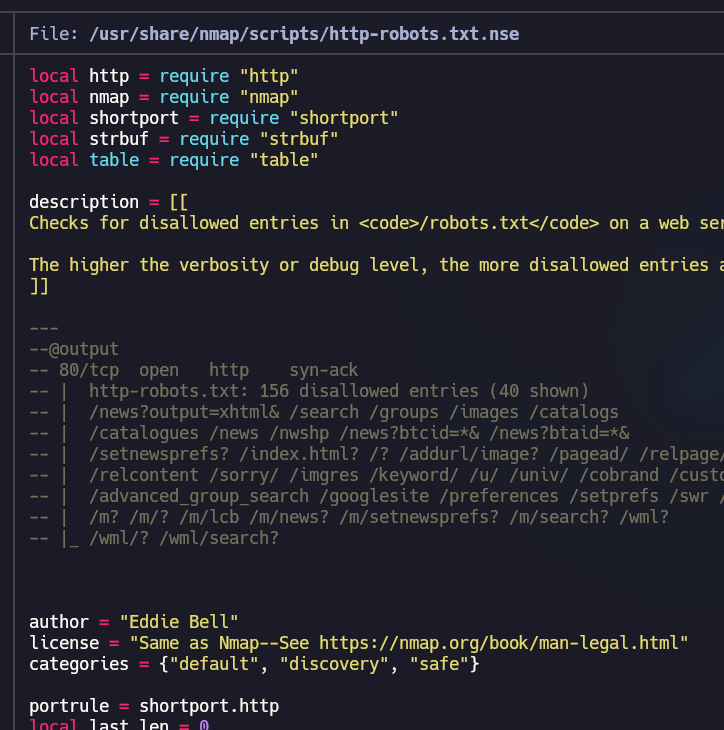 File: /usr/share/nmap/scripts/http-robots.txt.nse
local http = require "http"
local nmap = require "nmap"
local shortport = require "shortport"
local strbuf = require "strbuf"
local table = require "table"
description = [[
Checks for disallowed entries in <code>/robots.txt</code> on a web ser
The higher the verbosity or debug level, the more disallowed entries a
]]
---
--@output
-- 80/tcp  open   http    syn-ack
-- |  http-robots.txt: 156 disallowed entries (40 shown)
-- |  /news?output=xhtml& /search /groups /images /catalogs
-- |  /catalogues /news /nwshp /news?btcid=*& /news?btaid=*&
-- |  /setnewsprefs? /index.html? /? /addurl/image? /pagead/ /relpage/
-- |  /relcontent /sorry/ /imgres /keyword/ /u/ /univ/ /cobrand /custo
-- |  /advanced_group_search /googlesite /preferences /setprefs /swr /
-- |  /m? /m/? /m/lcb /m/news? /m/setnewsprefs? /m/search? /wml?
-- |_ /wml/? /wml/search?
author = "Eddie Bell"
license = "Same as Nmap--See https://nmap.org/book/man-legal.html"
categories = {"default", "discovery", "safe"}
portrule = shortport.http
local last_len = 0